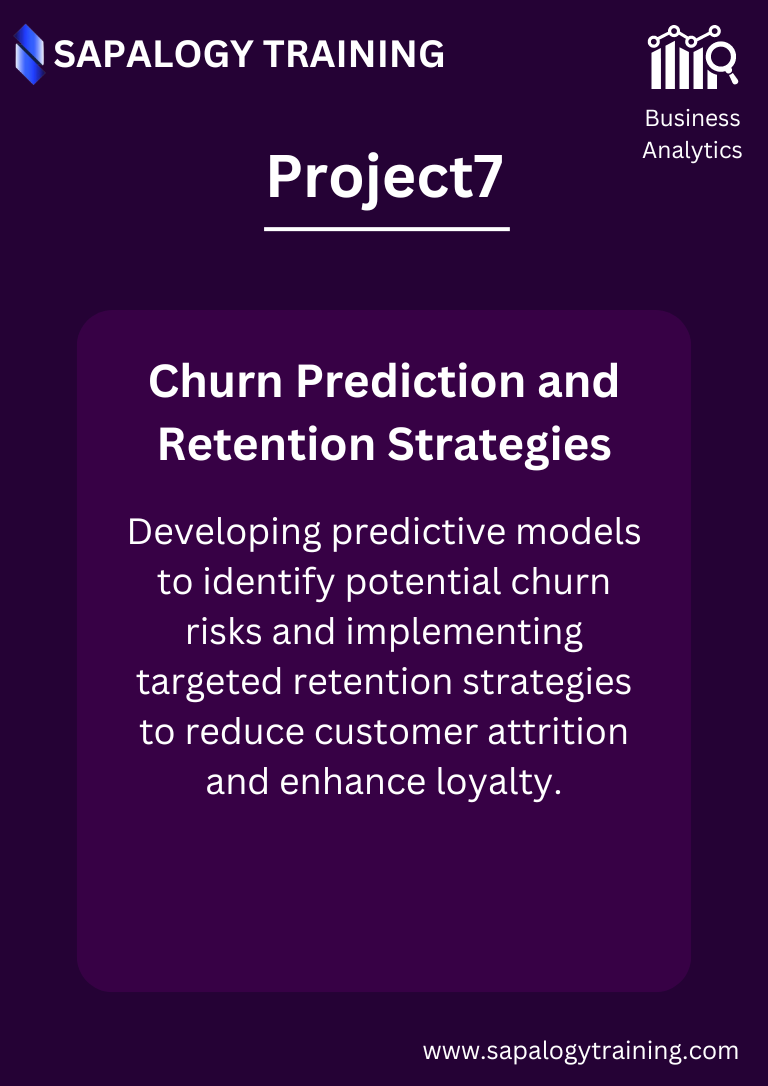 SAPALOGY TRAINING
Business
Analytics
Project7
Churn Prediction and
Retention Strategies
Developing predictive models
to identify potential churn
risks and implementing
targeted retention strategies
to reduce customer attrition
and enhance loyalty.
www.sapalogytraining.com